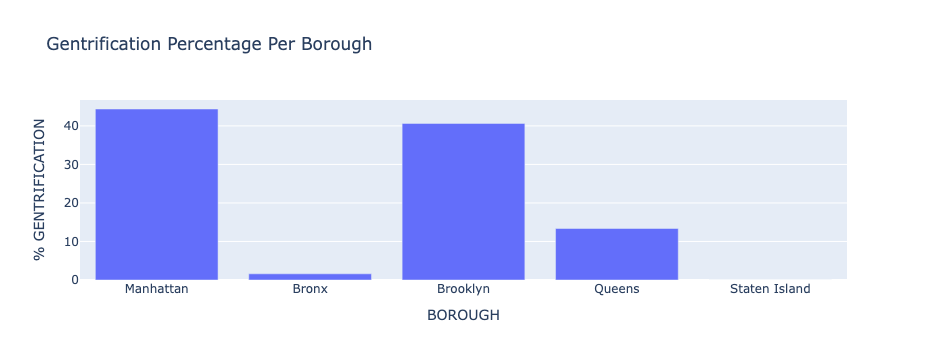 Gentrification Percentage Per Borough
% GENTRIFICATION
40
30
20
10
0
Manhattan Bronx Brooklyn Queens Staten Island
BOROUGH